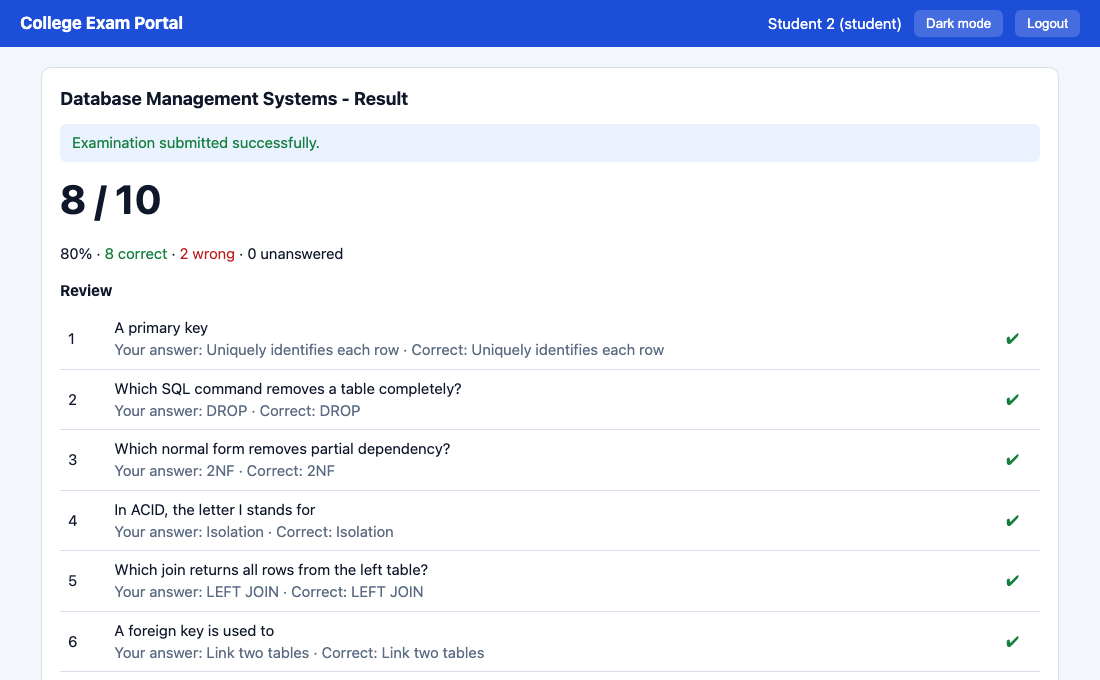 College Exam Portal
Student 2 (student)
Dark mode
Logout
Database Management Systems - Result
Examination submitted successfully.
8 / 10
80% · 8 correct · 2 wrong · 0 unanswered
Review
1
A primary key
Your answer: Uniquely identifies each row · Correct: Uniquely identifies each row
✔
2
Which SQL command removes a table completely?
Your answer: DROP · Correct: DROP
✔
3
Which normal form removes partial dependency?
Your answer: 2NF · Correct: 2NF
✔
4
In ACID, the letter I stands for
Your answer: Isolation · Correct: Isolation
✔
5
Which join returns all rows from the left table?
Your answer: LEFT JOIN · Correct: LEFT JOIN
✔
6
A foreign key is used to
Your answer: Link two tables · Correct: Link two tables
✔